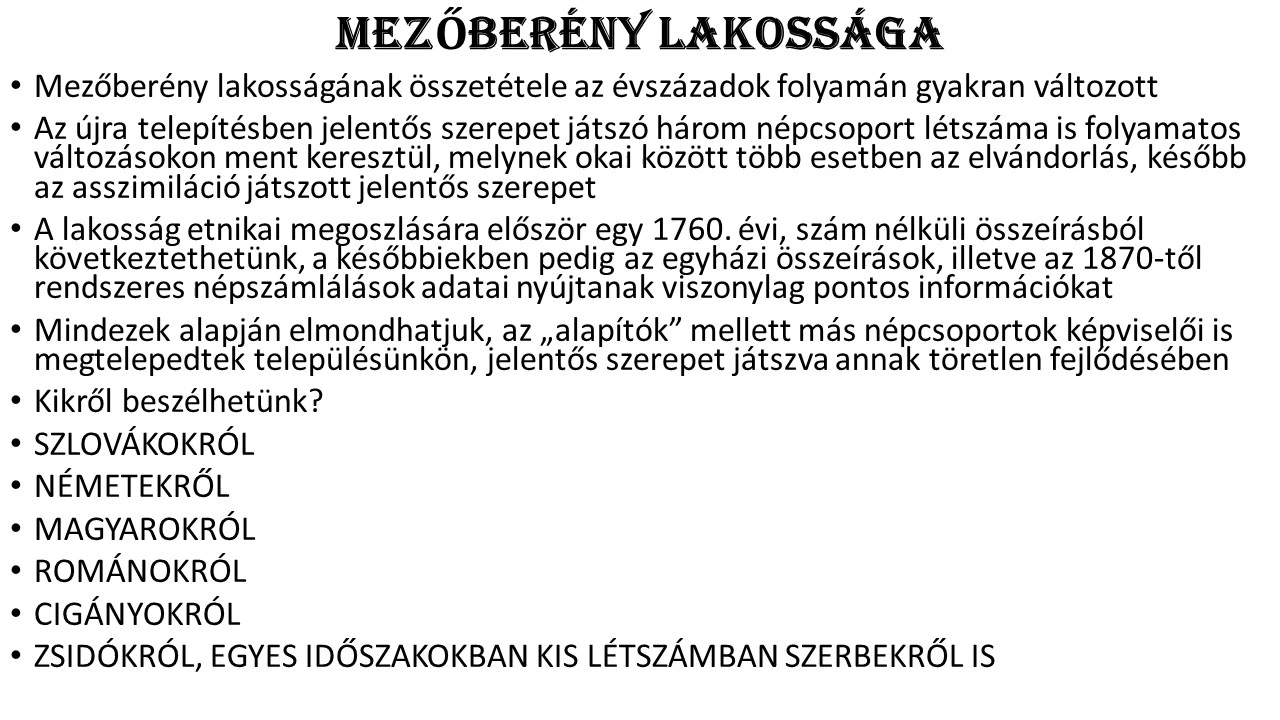 MEZŐBERÉNY LAKOSSÁGA
• Mezőberény lakosságának összetétele az évszázadok folyamán gyakran változott
• Az újra telepítésben jelentős szerepet játszó három népcsoport létszáma is folyamatos
változásokon ment keresztül, melynek okai között több esetben az elvándorlás, később
az asszimiláció játszott jelentős szerepet
• A lakosság etnikai megoszlására először egy 1760. évi, szám nélküli összeírásból
következtethetünk, a későbbiekben pedig az egyházi összeírások, illetve az 1870-től
rendszeres népszámlálások adatai nyújtanak viszonylag pontos információkat
• Mindezek alapján elmondhatjuk, az „alapítók” mellett más népcsoportok képviselői is
megtelepedtek településünkön, jelentős szerepet játszva annak töretlen fejlődésében
• Kikről beszélhetünk?
• SZLOVÁKOKRÓL
• NÉMETEKRŐL
• MAGYAROKRÓL
• ROMÁNOKRÓL
• CIGÁNYOKRÓL
• ZSIDÓKRÓL, EGYES IDŐSZAKOKBAN KIS LÉTSZÁMBAN SZERBEKRŐL IS